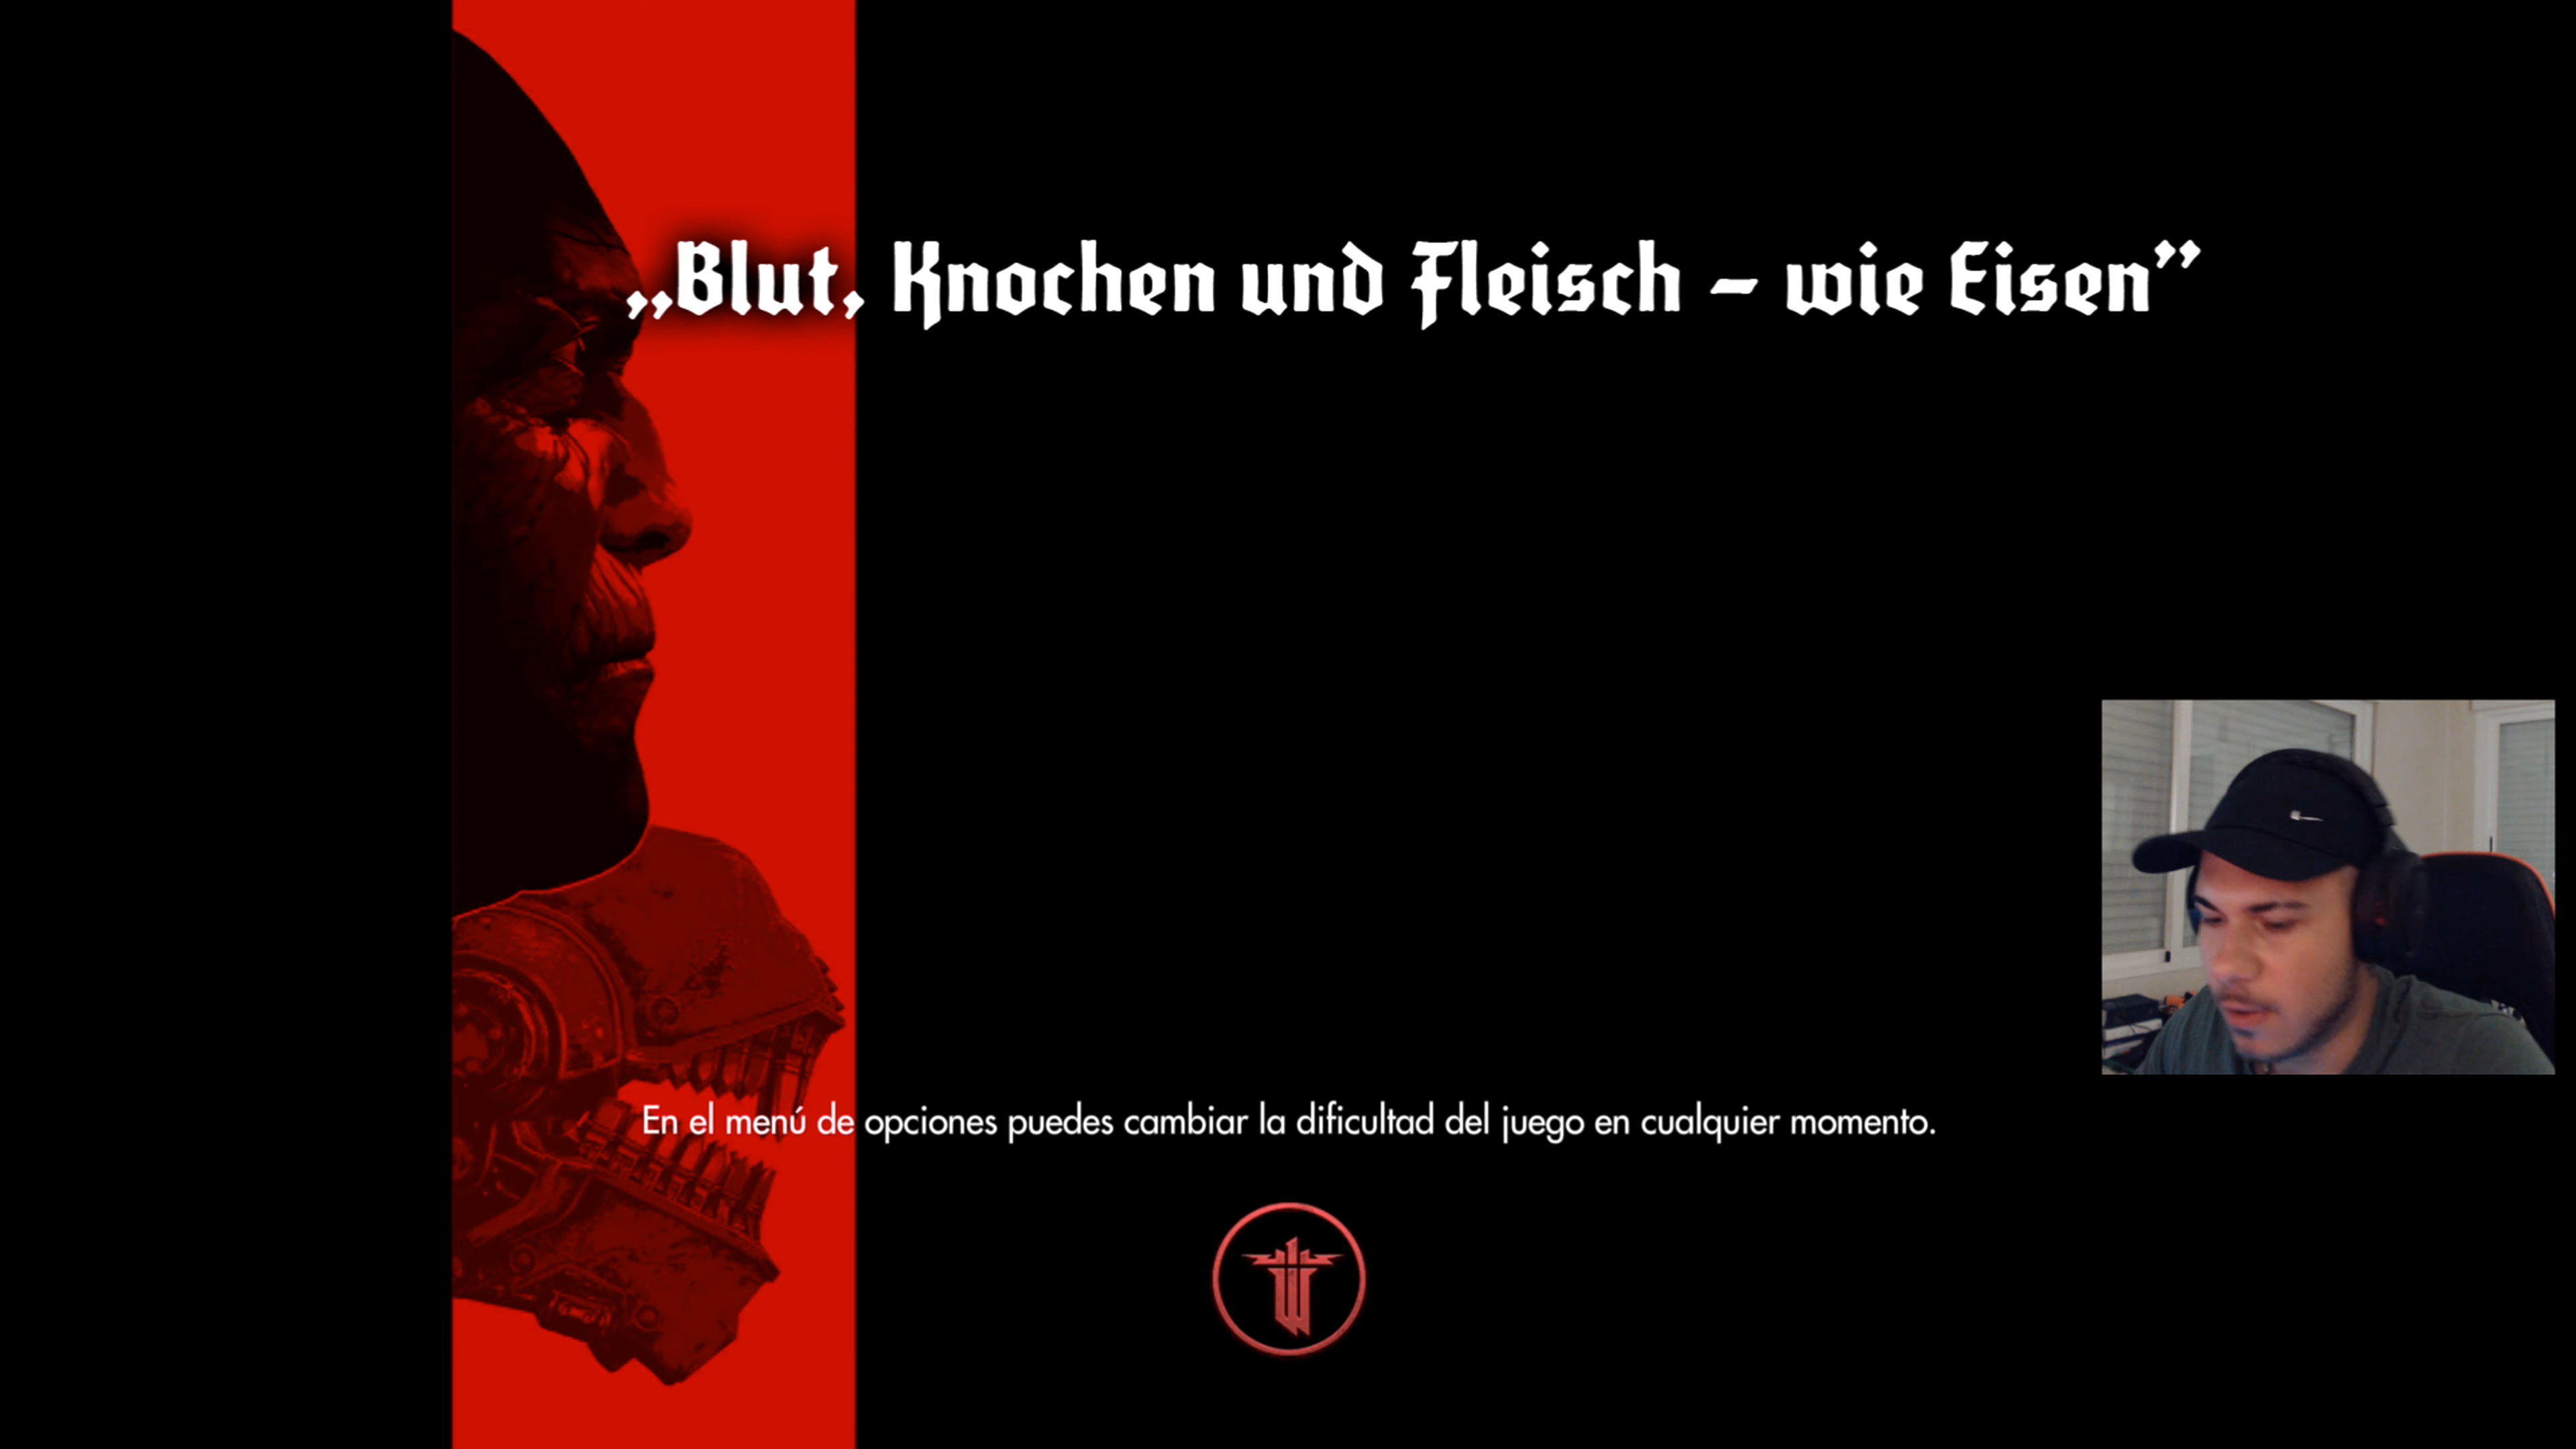 „Blut, Knochen und Fleisch – wie Eisen”
En el menú de opciones puedes cambiar la dificultad del juego en cualquier momento.